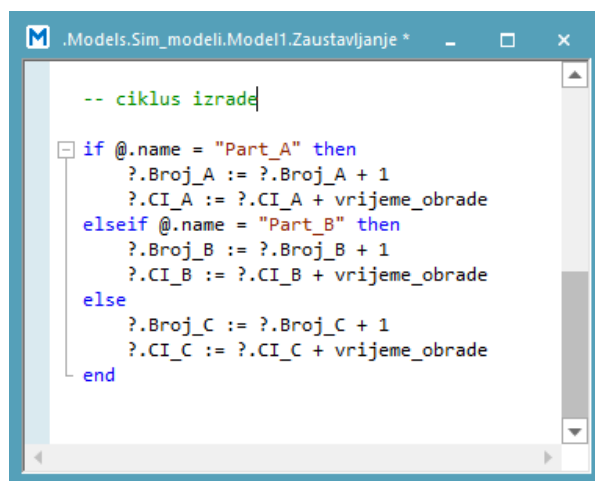 M .Models.Sim_modeli.Model1.Zaustavljanje *
-- ciklus izrade
if @.name = "Part_A" then
?.Broj_A := ?.Broj_A + 1
?.CI_A := ?.CI_A + vrijeme_obrade
elseif @.name = "Part_B" then
?.Broj_B := ?.Broj_B + 1
?.CI_B := ?.CI_B + vrijeme_obrade
else
?.Broj_C := ?.Broj_C + 1
?.CI_C := ?.CI_C + vrijeme_obrade
end